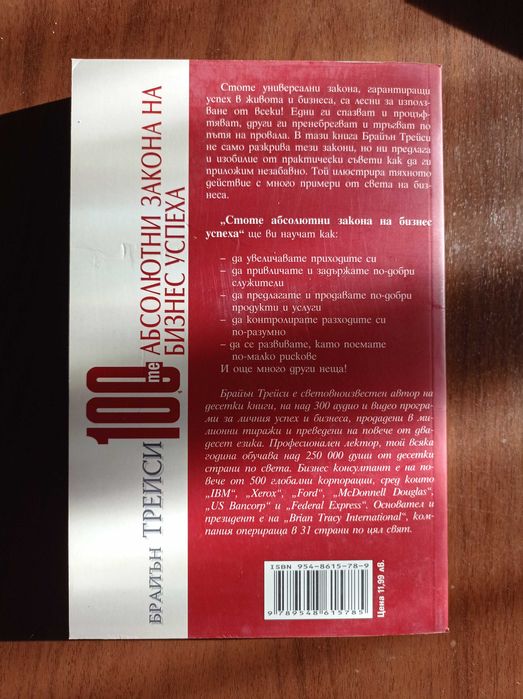 Стоте универсални закона, гарантиращи
успех в живота и бизнеса, са лесни за използ-
ване от всеки! Едни ги спазват и процъф-
тяват, други ги пренебрегват и тръгват по
пътя на провала. В тази книга Брайън Трейси
не само разкрива тези закони, но ни предлага
и изобилие от практически съвети как да ги
приложим незабавно. Той илюстрира тяхното
действие с много примери от света на биз-
неса.
„Стоте абсолютни закона на бизнес
успеха“ ще ви научат как:
– да увеличавате приходите си
– да привличате и задържате по-добри
служители
– да предлагате и продавате по-добри
продукти и услуги
– да контролирате разходите си
по-разумно
– да се развивате, като поемате
по-малко рискове
И още много други неща!
Брайън Трейси е световноизвестен автор на
десетки книги, на над 300 аудио и видео програ-
ми за личния успех и бизнеса, продадени в ми-
лионни тиражи и преведени на повече от два-
десет езика. Професионален лектор, той всяка
година обучава над 250 000 души от десетки
страни по света. Бизнес консултант е на по-
вече от 500 глобални корпорации, сред които
„IBM“, „Xerox“, „Ford“, „McDonnell Douglas“,
„US Bancorp“ и „Federal Express“. Основател и
президент е на „Brian Tracy International“, ком-
пания оперираща в 31 страни по цял свят.
ISBN 954-8615-78-9
9789548615785
Цена 11,99 лв.
БРАЙЪН ТРЕЙСИ
100те АБСОЛЮТНИ ЗАКОНА НА
БИЗНЕС УСПЕХА